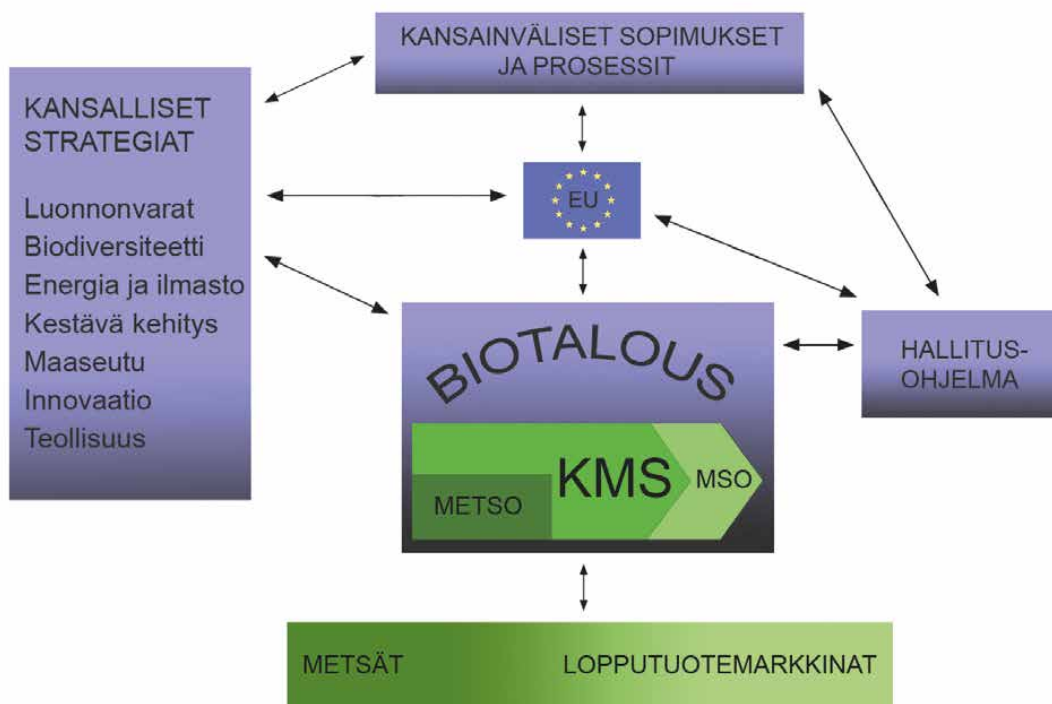 KANSAINVÄLISET SOPIMUKSET
JA PROSESSIT
KANSALLISET
STRATEGIAT
Luonnonvarat
Biodiversiteetti
Energia ja ilmasto
Kestävä kehitys
Maaseutu
Innovaatio
Teollisuus
EU
BIOTALOUS
KMS
MSO
METSO
HALLITUS-
OHJELMA
METSÄT
LOPPUTUOTEMARKKINAT